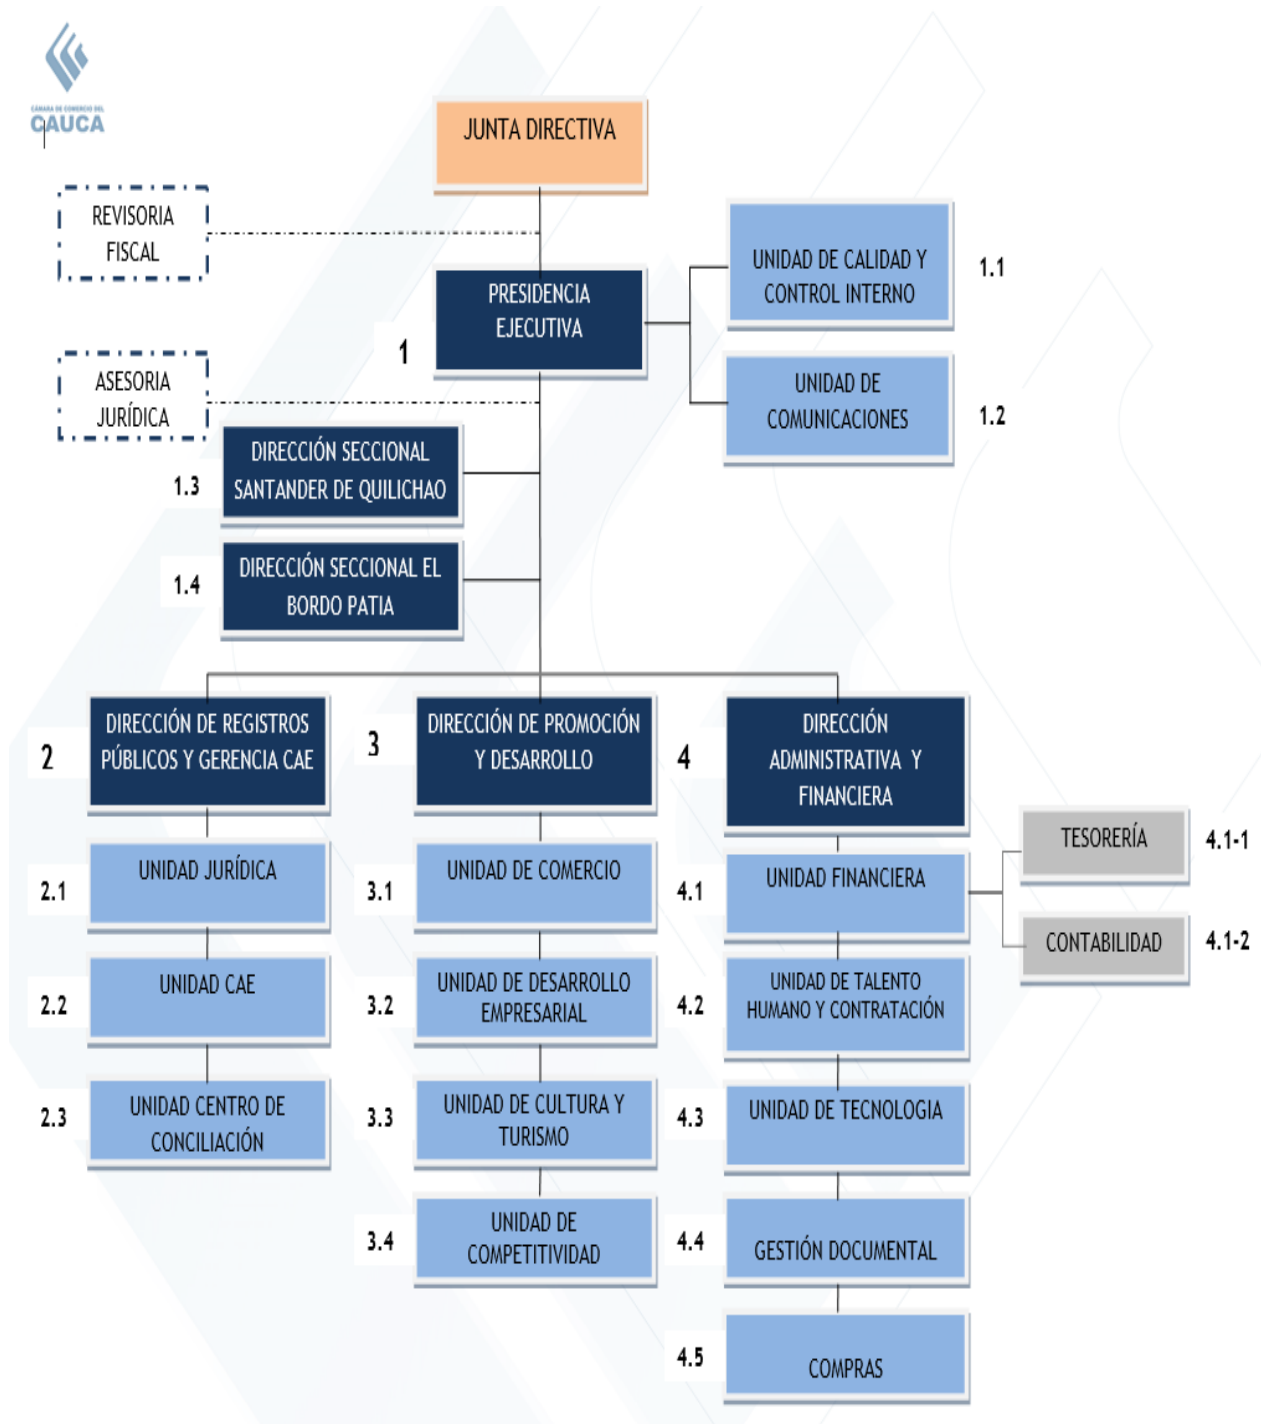 CÁMARA DE COMERCIO DEL
CAUCA
JUNTA DIRECTIVA
REVISORIA
FISCAL
UNIDAD DE CALIDAD Y
CONTROL INTERNO
1.1
PRESIDENCIA
EJECUTIVA
1
ASESORIA
JURÍDICA
UNIDAD DE
COMUNICACIONES
1.2
DIRECCIÓN SECCIONAL
SANTANDER DE QUILICHAO
1.3
DIRECCIÓN SECCIONAL EL
BORDO PATIA
1.4
2
DIRECCIÓN DE REGISTROS
PÚBLICOS Y GERENCIA CAE
3
DIRECCIÓN DE PROMOCIÓN
Y DESARROLLO
4
DIRECCIÓN
ADMINISTRATIVA Y
FINANCIERA
TESORERÍA
4.1-1
CONTABILIDAD
4.1-2
2.1
UNIDAD JURÍDICA
3.1
UNIDAD DE COMERCIO
4.1
UNIDAD FINANCIERA
2.2
UNIDAD CAE
3.2
UNIDAD DE DESARROLLO
EMPRESARIAL
4.2
UNIDAD DE TALENTO
HUMANO Y CONTRATACIÓN
2.3
UNIDAD CENTRO DE
CONCILIACIÓN
3.3
UNIDAD DE CULTURA Y
TURISMO
4.3
UNIDAD DE TECNOLOGIA
3.4
UNIDAD DE
COMPETITIVIDAD
4.4
GESTIÓN DOCUMENTAL
4.5
COMPRAS